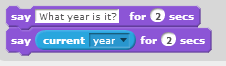 say What year is it? for 2 secs
say current year for 2 secs